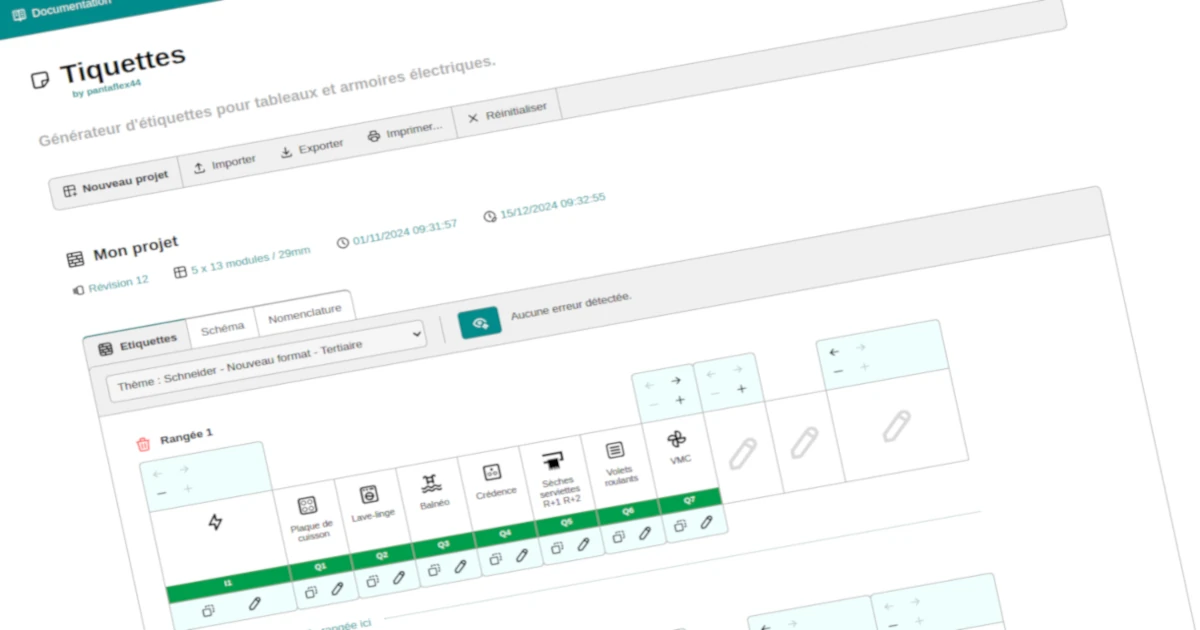 Documentation
Tiquettes
by pantaflex44
Générateur d'étiquettes pour tableaux et armoires électriques.
Nouveau projet
Importer
Exporter
Imprimer...
Réinitialiser
Mon projet
Révision 12
5 x 13 modules / 29mm
01/11/2024 09:31:57
15/12/2024 09:32:55
Etiquettes
Schéma
Nomenclature
Thème : Schneider - Nouveau format - Tertiaire
Aucune erreur détectée.
Rangée 1
Plaque de
cuisson
Lave-linge
Balnéo
Crédence
Sèches
serviettes
R+1 R+2
Volets
roulants
VMC
I1
Q1
Q2
Q3
Q4
Q5
Q6
Q7
rangée ici